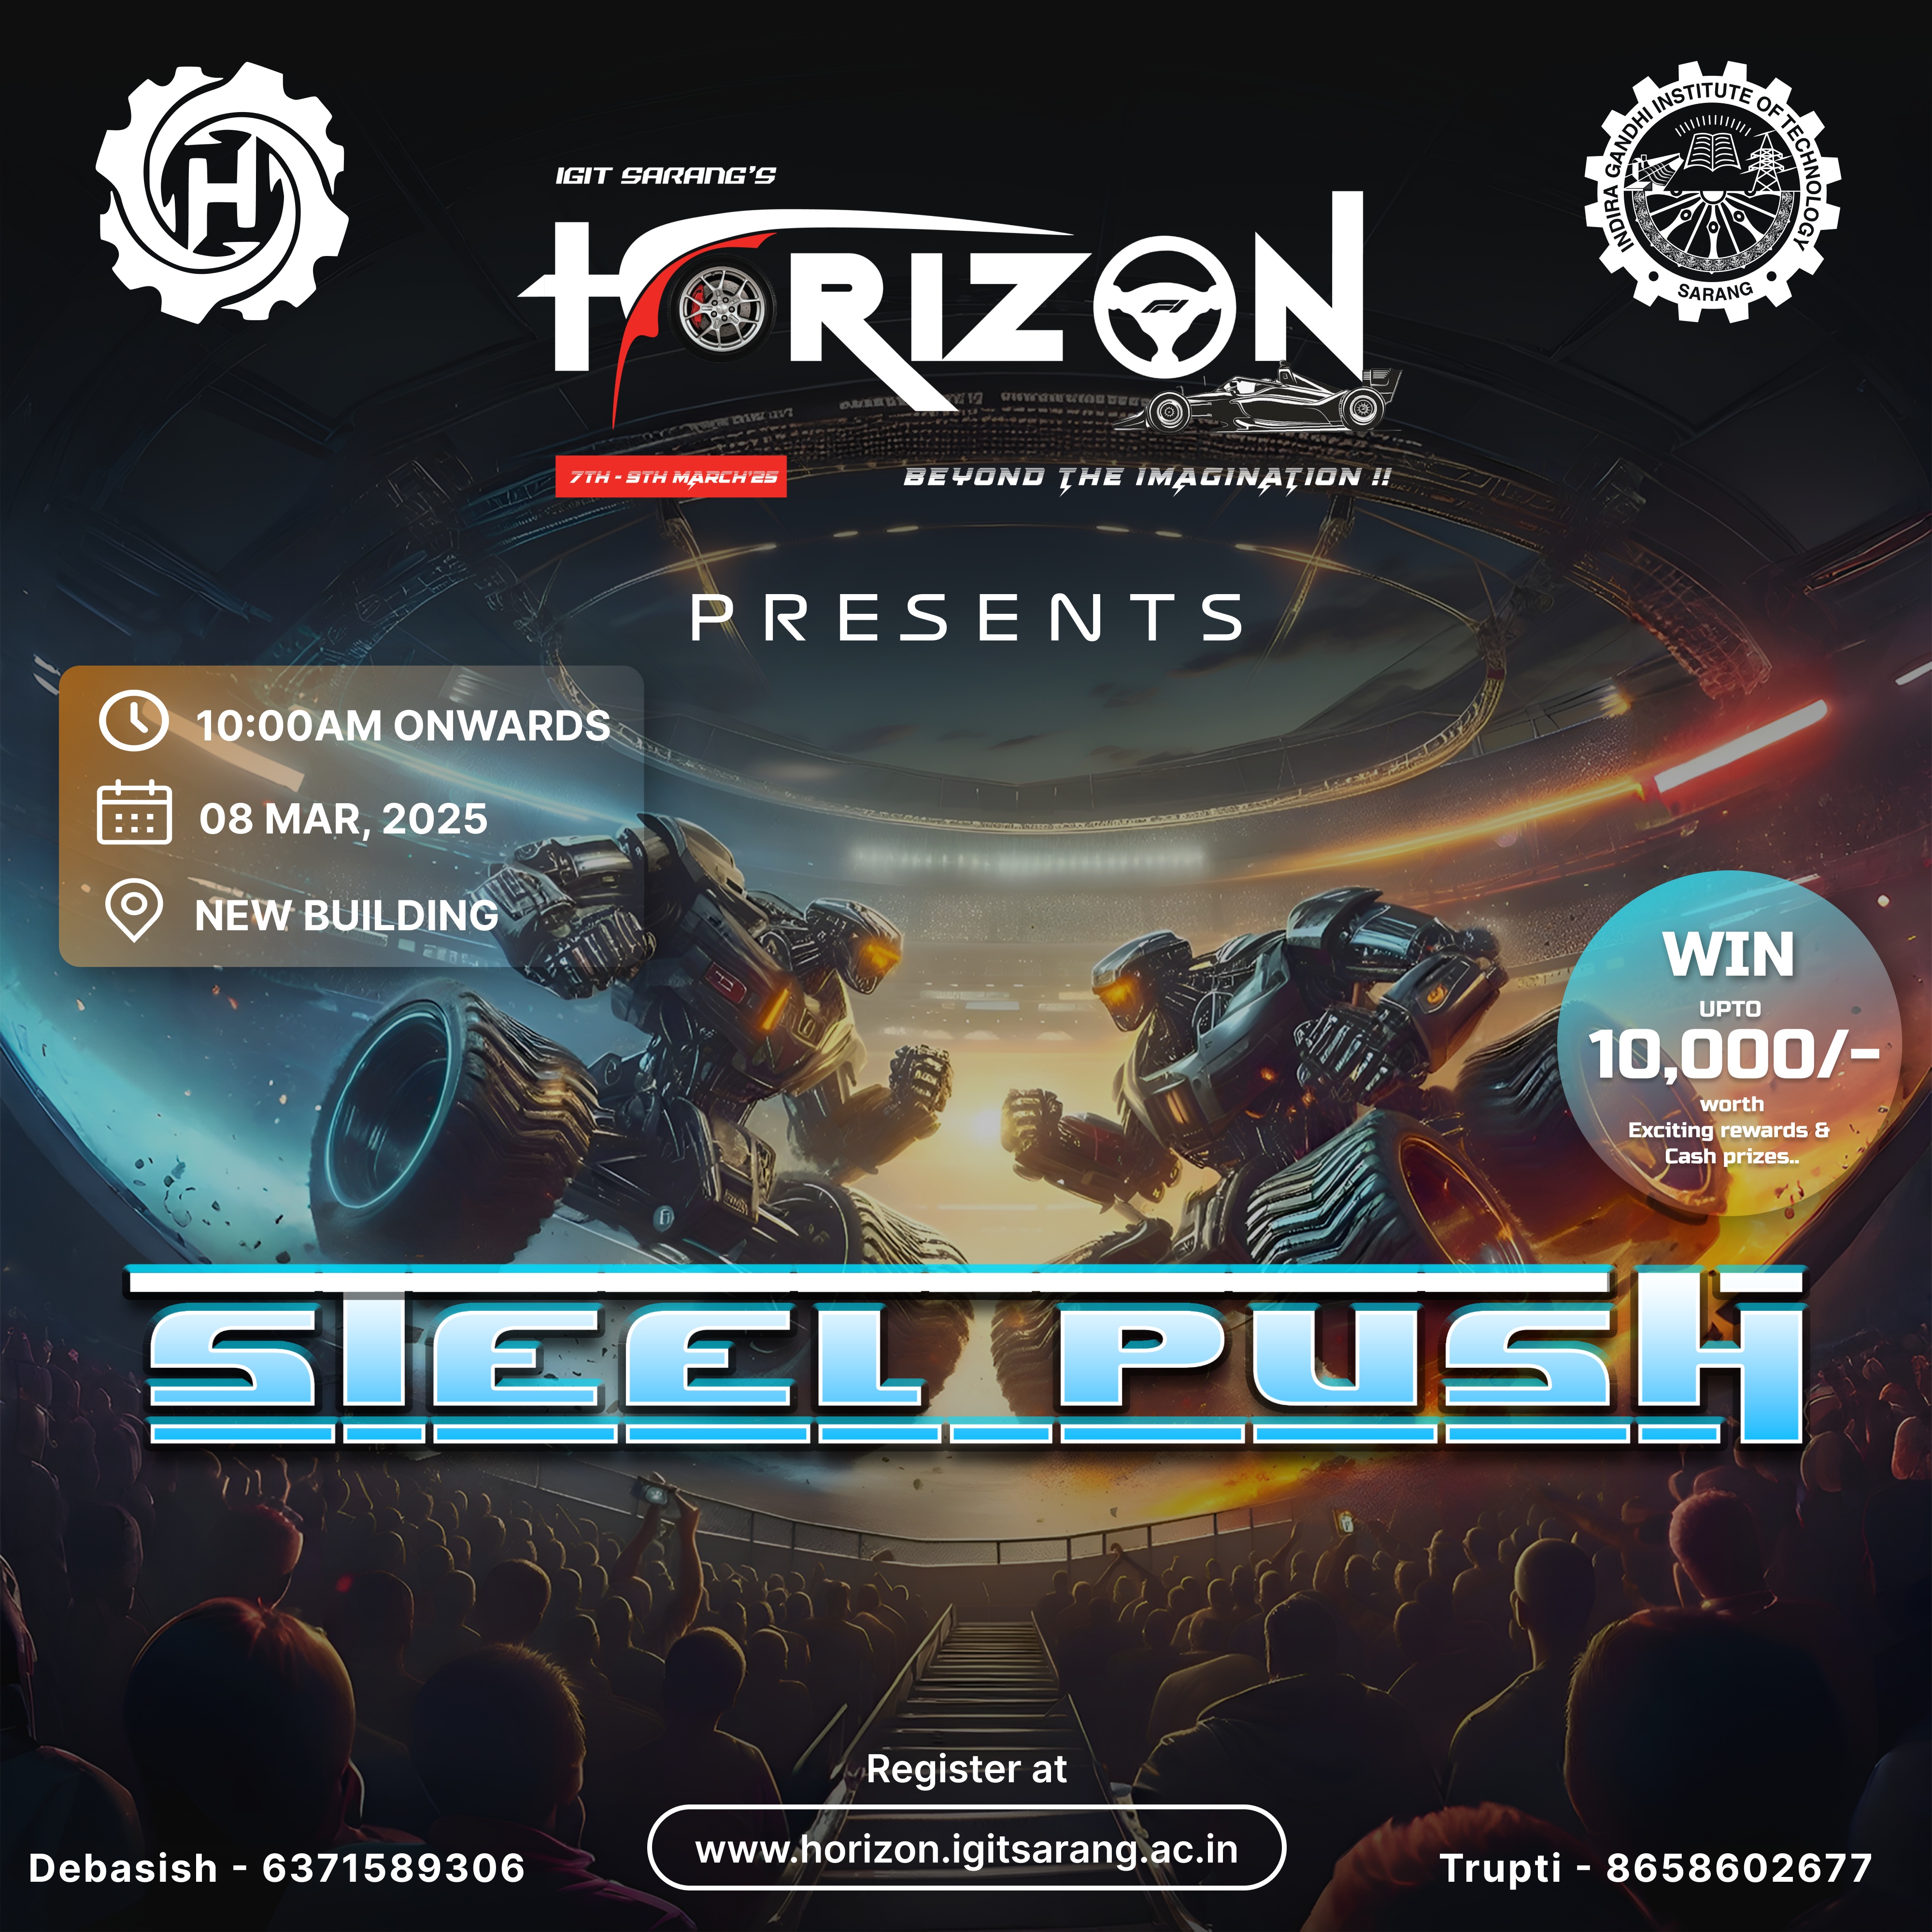 H
INDIRA GANDHI INSTITUTE OF TECHNOLOGY
SARANG
IGIT SARANG'S
HORIZON
7TH - 9TH MARCH'25
BEYOND THE IMAGINATION !!
PRESENTS
10:00AM ONWARDS
08 MAR, 2025
NEW BUILDING
WIN
UPTO
10,000/-
worth
Exciting rewards &
Cash prizes..
STEEL PUSH
Register at
www.horizon.igitsarang.ac.in
Debasish - 6371589306
Trupti - 8658602677